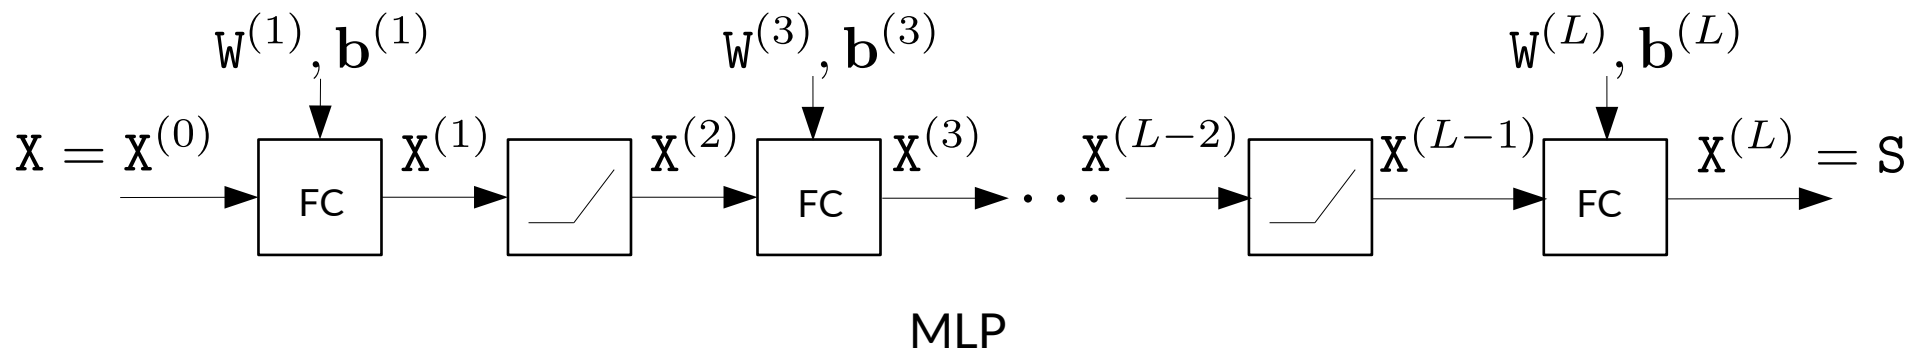 W^(1), b^(1) W^(3), b^(3) W^(L), b^(L)
X = X^(0) X^(1) X^(2) X^(3) X^(L−2) X^(L−1) X^(L) = S
FC FC · · · FC
MLP